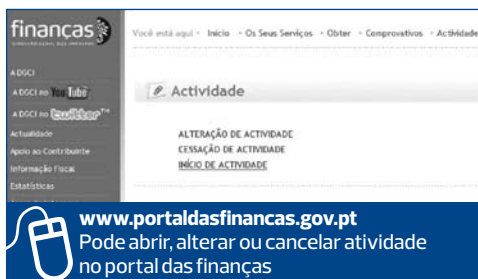 finanças
Você está aqui • Início • Os Seus Serviços • Obter • Comprovativos • Actividade
A DGCI
A DGCI no YouTube
A DGCI no twitter™
Actualidade
Apoio ao Contribuinte
Informação Fiscal
Estatísticas
Actividade
ALTERAÇÃO DE ACTIVIDADE
CESSAÇÃO DE ACTIVIDADE
INÍCIO DE ACTIVIDADE
www.portaldasfinancas.gov.pt
Pode abrir, alterar ou cancelar atividade
no portal das finanças